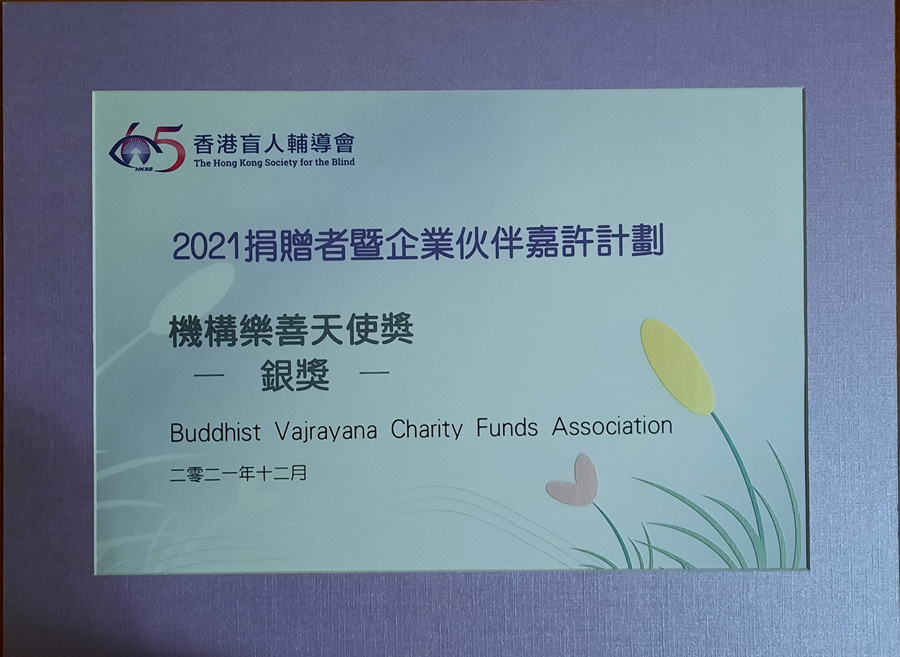 65
HKSB
香港盲人輔導會
The Hong Kong Society for the Blind
2021捐贈者暨企業伙伴嘉許計劃
機構樂善天使獎
— 銀獎 —
Buddhist Vajrayana Charity Funds Association
二零二一年十二月